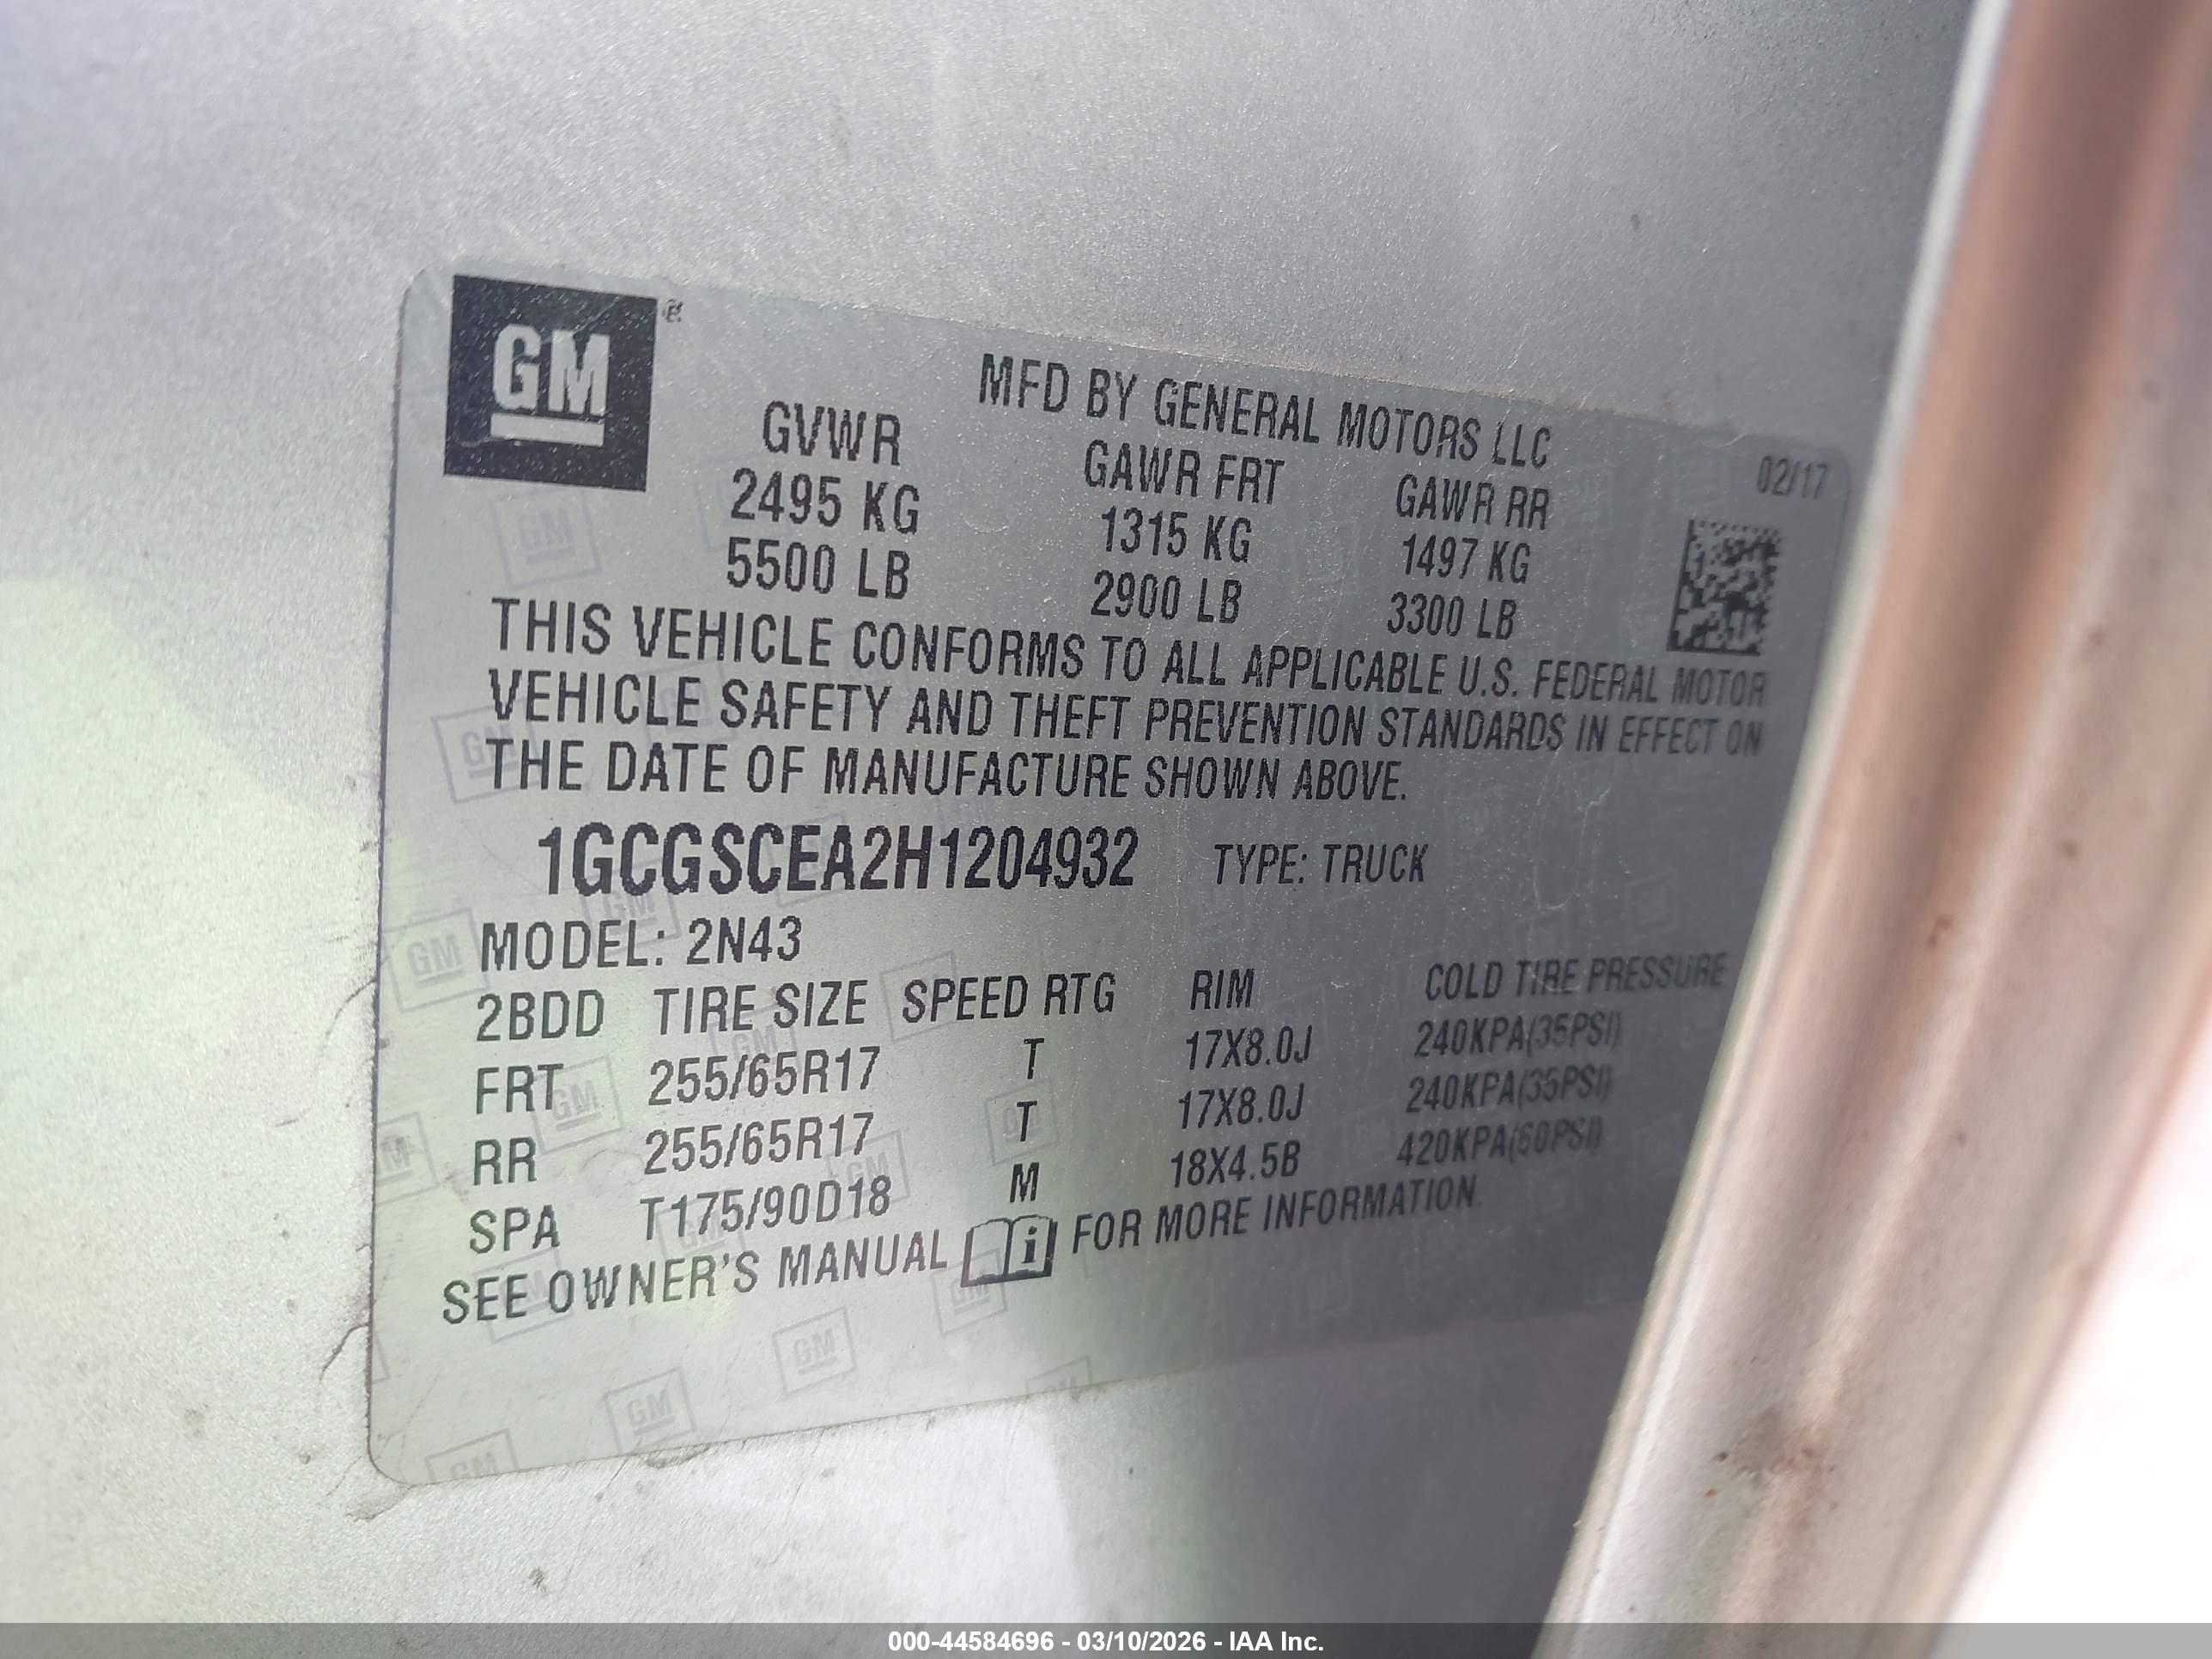 GM
MFD BY GENERAL MOTORS LLC
02/17
GVWR GAWR FRT GAWR RR
2495 KG 1315 KG 1497 KG
5500 LB 2900 LB 3300 LB
THIS VEHICLE CONFORMS TO ALL APPLICABLE U.S. FEDERAL MOTOR
VEHICLE SAFETY AND THEFT PREVENTION STANDARDS IN EFFECT ON
THE DATE OF MANUFACTURE SHOWN ABOVE.
1GCGSCEA2H1204932 TYPE: TRUCK
MODEL: 2N43
2BDD TIRE SIZE SPEED RTG RIM COLD TIRE PRESSURE
FRT 255/65R17 T 17X8.0J 240KPA(35PSI)
RR 255/65R17 T 17X8.0J 240KPA(35PSI)
SPA T175/90D18 M 18X4.5B 420KPA(60PSI)
SEE OWNER'S MANUAL i FOR MORE INFORMATION.
000-44584696 - 03/10/2026 - IAA Inc.